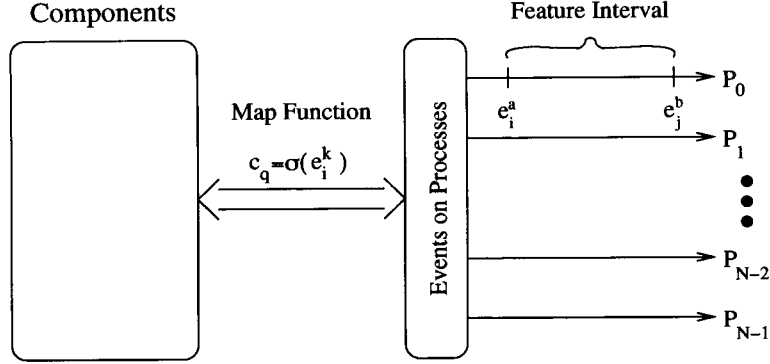 Components
Feature Interval
Map Function
c_q=σ(e_i^k)
Events on Processes
e_i^a
e_j^b
P_0
P_1
P_{N-2}
P_{N-1}